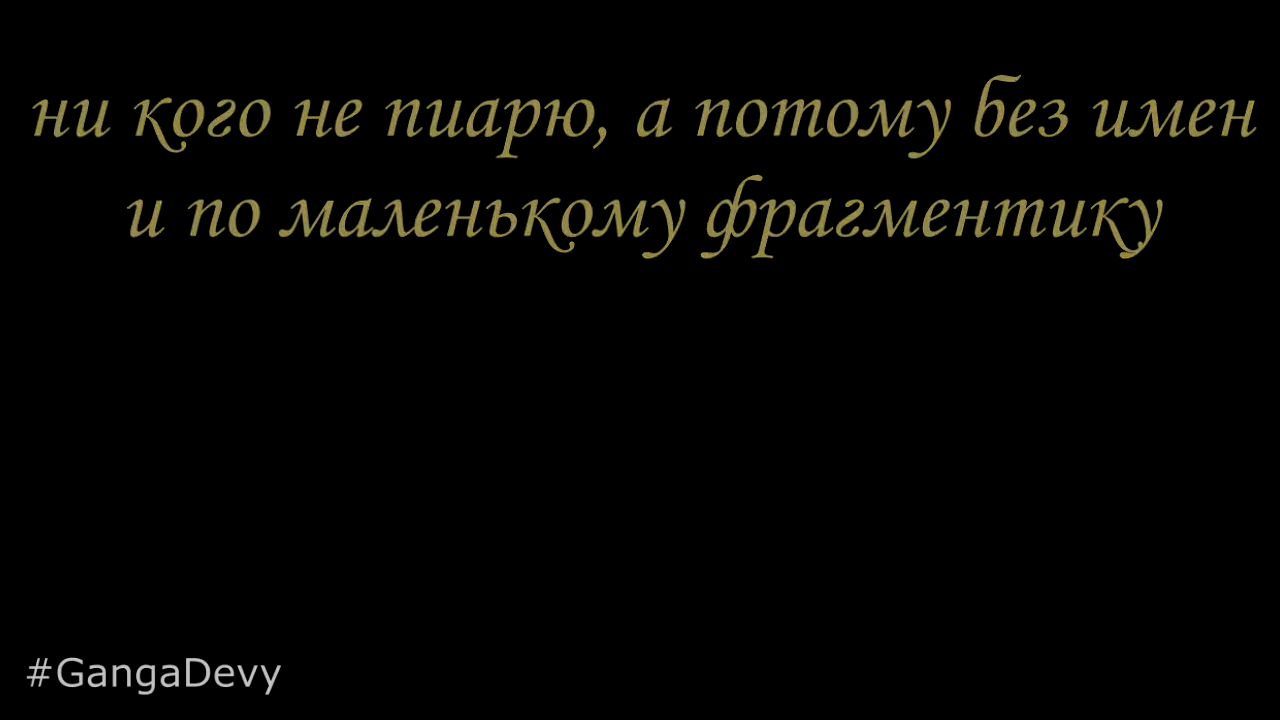 ни кого не пиарю, а потому без имен
и по маленькому фрагментику
#GangaDevy